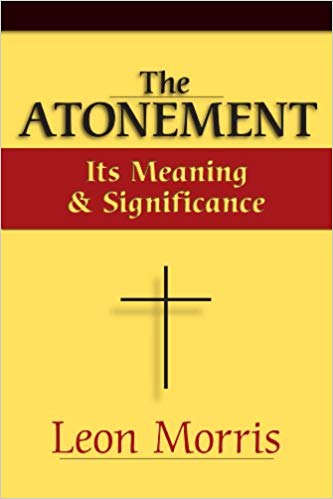 The
ATONEMENT
Its Meaning
& Significance
Leon Morris